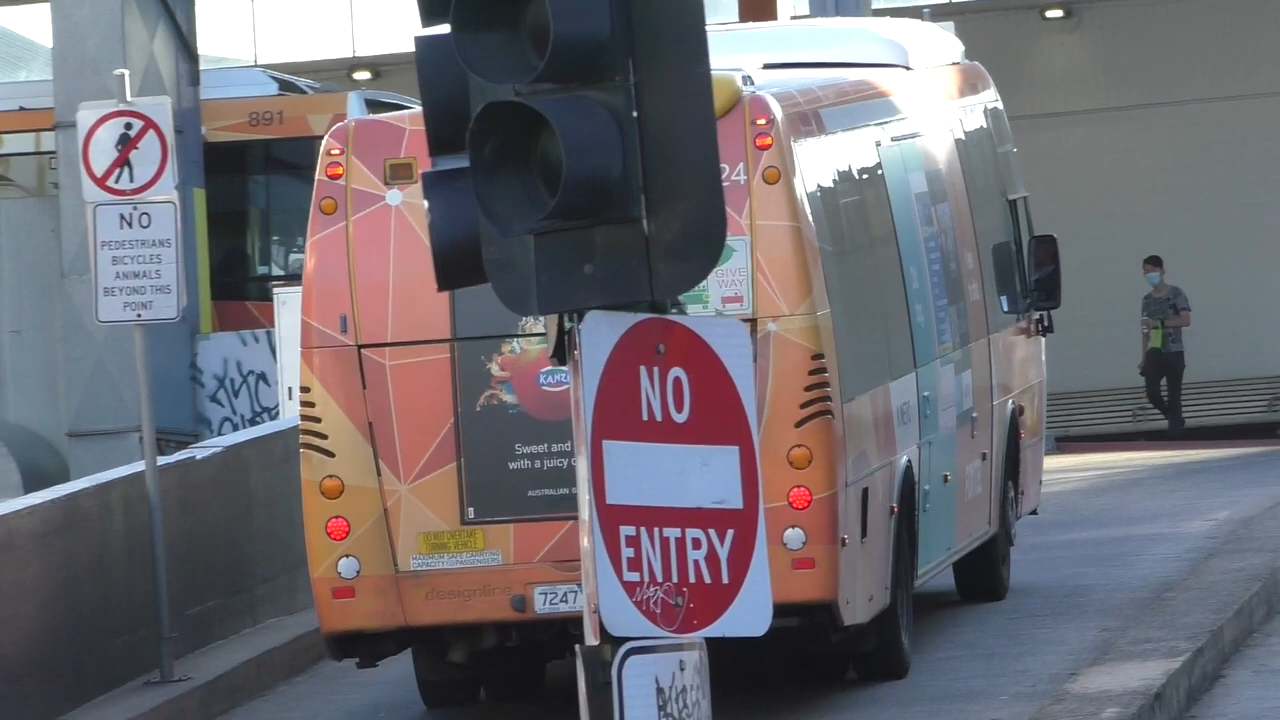 891
24
NO
PEDESTRIANS
BICYCLES
ANIMALS
BEYOND THIS
POINT
GIVE
WAY
KANZI
Sweet and
with a juicy
AUSTRALIAN
NO
ENTRY
DO NOT OVERTAKE
TURNING VEHICLE
MAXIMUM SAFE CARRYING
CAPACITY PASSENGERS
designline
7247